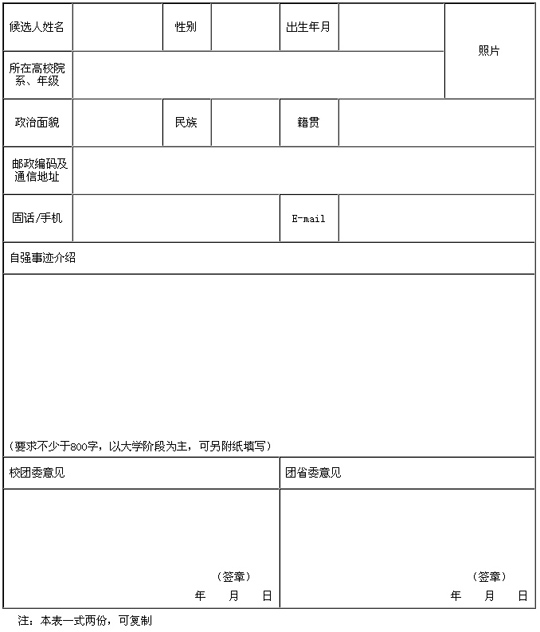 候选人姓名 性别 出生年月 照片
所在高校院
系、年级
政治面貌 民族 籍贯
邮政编码及
通信地址
固话/手机 E-mail
自强事迹介绍
（要求不少于800字，以大学阶段为主，可另附纸填写）
校团委意见 团省委意见
（签章） （签章）
年 月 日 年 月 日
注：本表一式两份，可复制